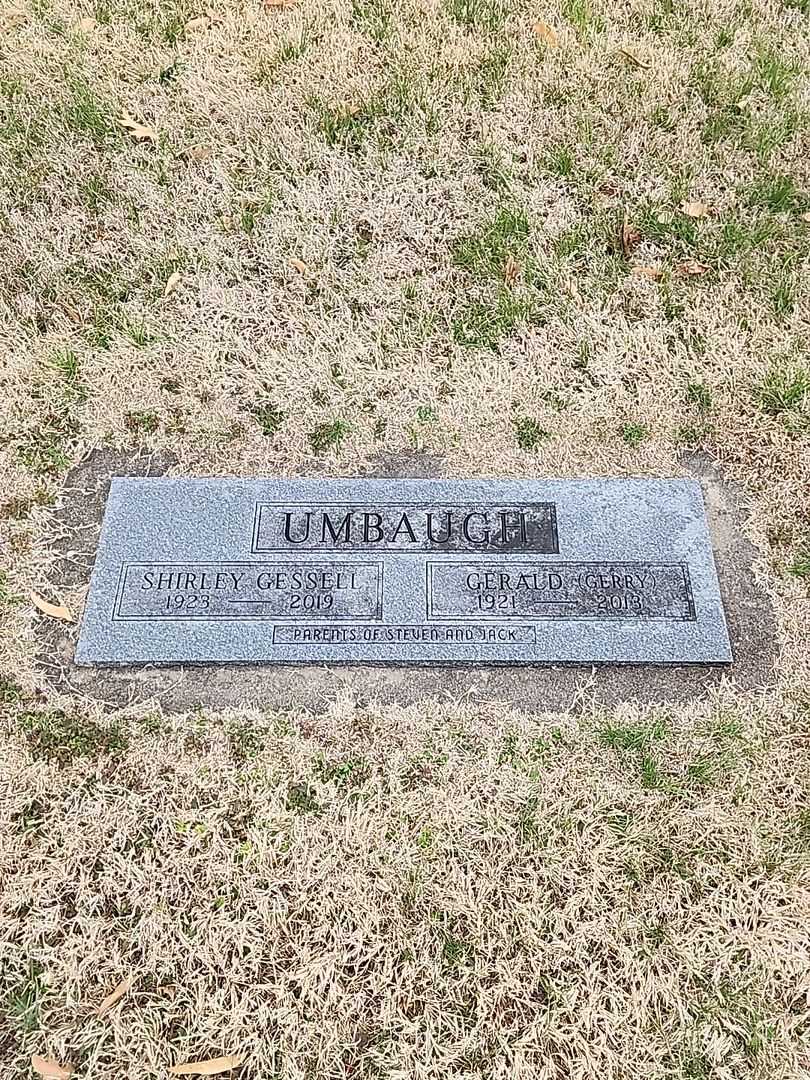 UMBAUGH
SHIRLEY GESSELL
1923 — 2019
GERALD (GERRY)
1921 — 2013
PARENTS OF STEVEN AND JACK